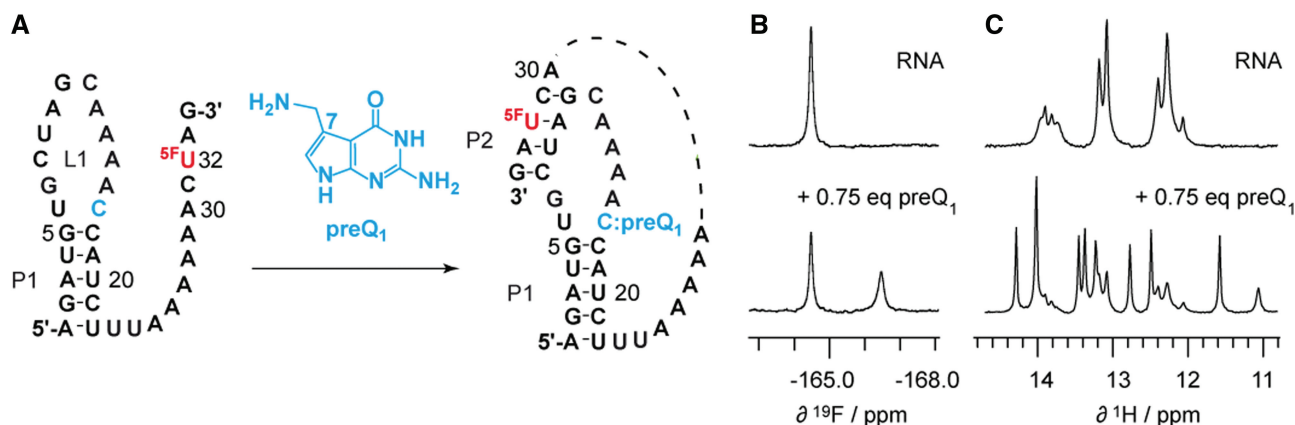 A
B
C
G C
A A
U A
C L1 A
G A
U C
5 G-C
U-A
P1 A-U 20
G-C
5'-A-U U U A A A A A A 30
G-3'
A
5F U 32
C
H2N
7
O
NH
N
H
N
NH2
preQ1
30 A
C-G C
5F U-A A
P2 A-U A
G-C A
3' G A
U C:preQ1
5 G-C
U-A
P1 A-U 20
G-C
5'-A-U U U A A A A A
RNA
+ 0.75 eq preQ1
-165.0 -168.0
∂ 19F / ppm
RNA
+ 0.75 eq preQ1
14 13 12 11
∂ 1H / ppm